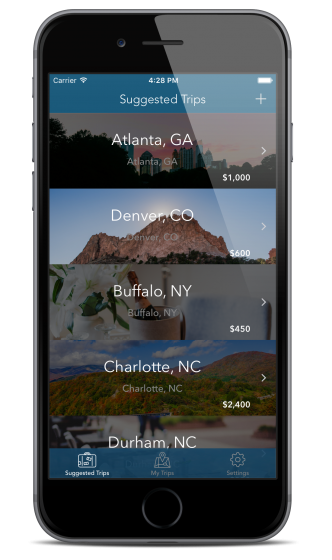 Carrier 4:28 PM
Suggested Trips +
Atlanta, GA
Atlanta, GA
$1,000
Denver, CO
Denver, CO
$600
Buffalo, NY
Buffalo, NY
$450
Charlotte, NC
Charlotte, NC
$2,400
Durham, NC
Suggested Trips My Trips Settings